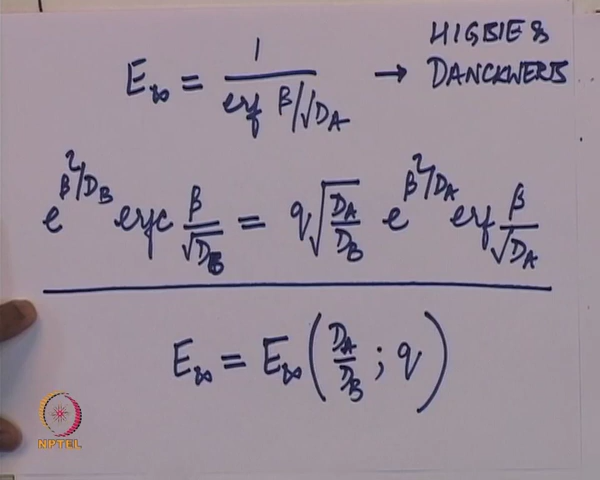 HIGBIE &
E∞ = 1 / erf β/√D_A → DANCKWERTS
e^{β²/D_B} erfc β/√D_B = q √(D_A/D_B) e^{β²/D_A} erf β/√D_A
E∞ = E∞ (D_A/D_B ; q)
NPTEL